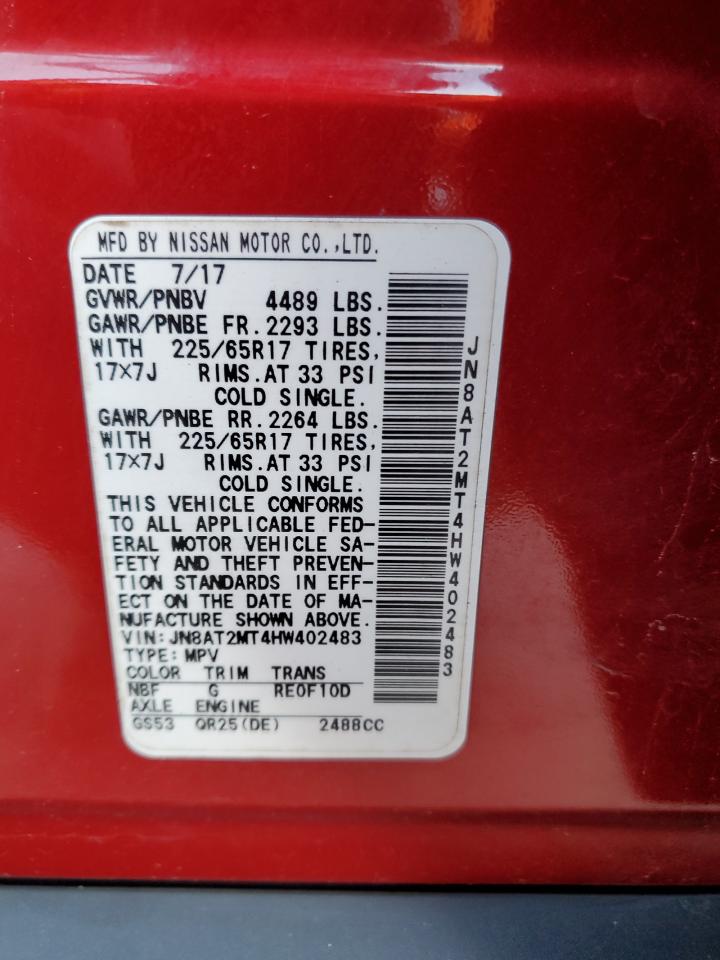 MFD BY NISSAN MOTOR CO.,LTD.
DATE 7/17
GVWR/PNBV 4489 LBS.
GAWR/PNBE FR.2293 LBS.
WITH 225/65R17 TIRES,
17×7J RIMS.AT 33 PSI
COLD SINGLE.
GAWR/PNBE RR.2264 LBS.
WITH 225/65R17 TIRES,
17×7J RIMS.AT 33 PSI
COLD SINGLE.
THIS VEHICLE CONFORMS
TO ALL APPLICABLE FED-
ERAL MOTOR VEHICLE SA-
FETY AND THEFT PREVEN-
TION STANDARDS IN EFF-
ECT ON THE DATE OF MA-
NUFACTURE SHOWN ABOVE.
VIN:JN8AT2MT4HW402483
TYPE:MPV
COLOR TRIM TRANS
NBF G RE0F10D
AXLE ENGINE
GS53 QR25(DE) 2488CC
JN8AT2MT4HW402483